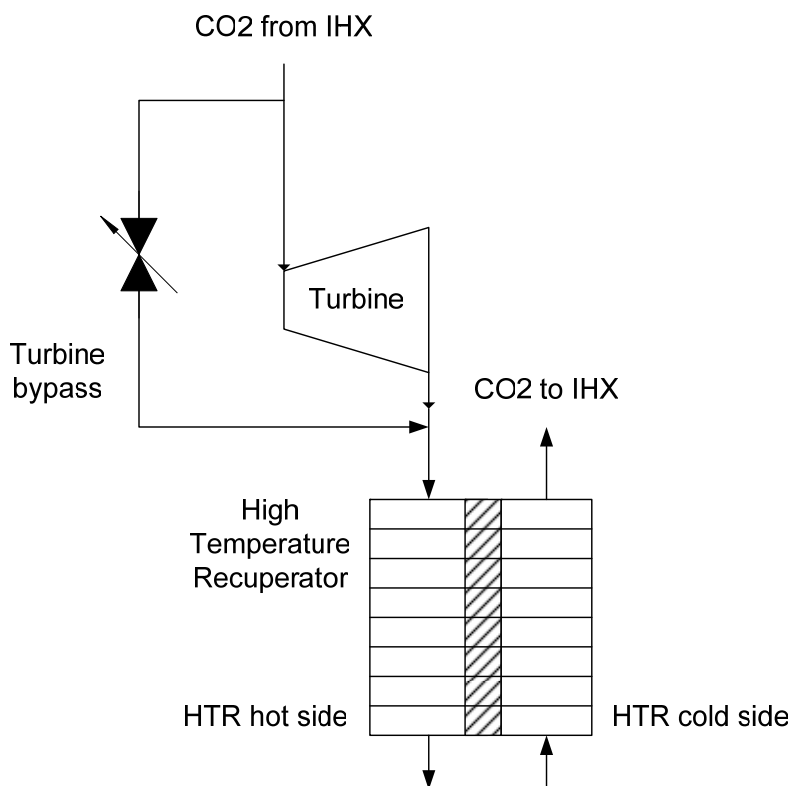 CO2 from IHX
Turbine
Turbine
bypass
CO2 to IHX
High
Temperature
Recuperator
HTR hot side
HTR cold side